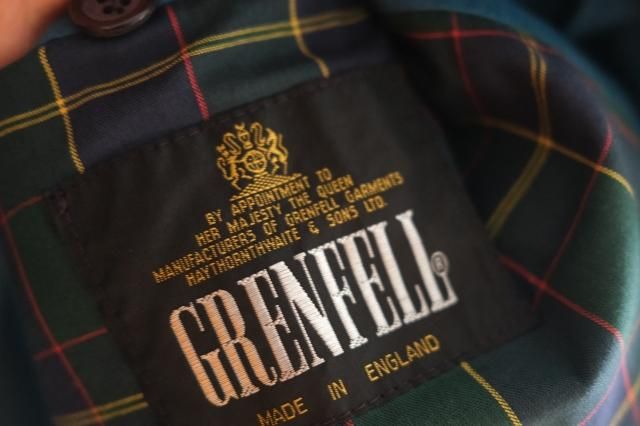 BY APPOINTMENT TO
HER MAJESTY THE QUEEN
MANUFACTURERS OF GRENFELL GARMENTS
HAYTHORNTHWAITE & SONS LTD.
GRENFELL®
MADE IN ENGLAND